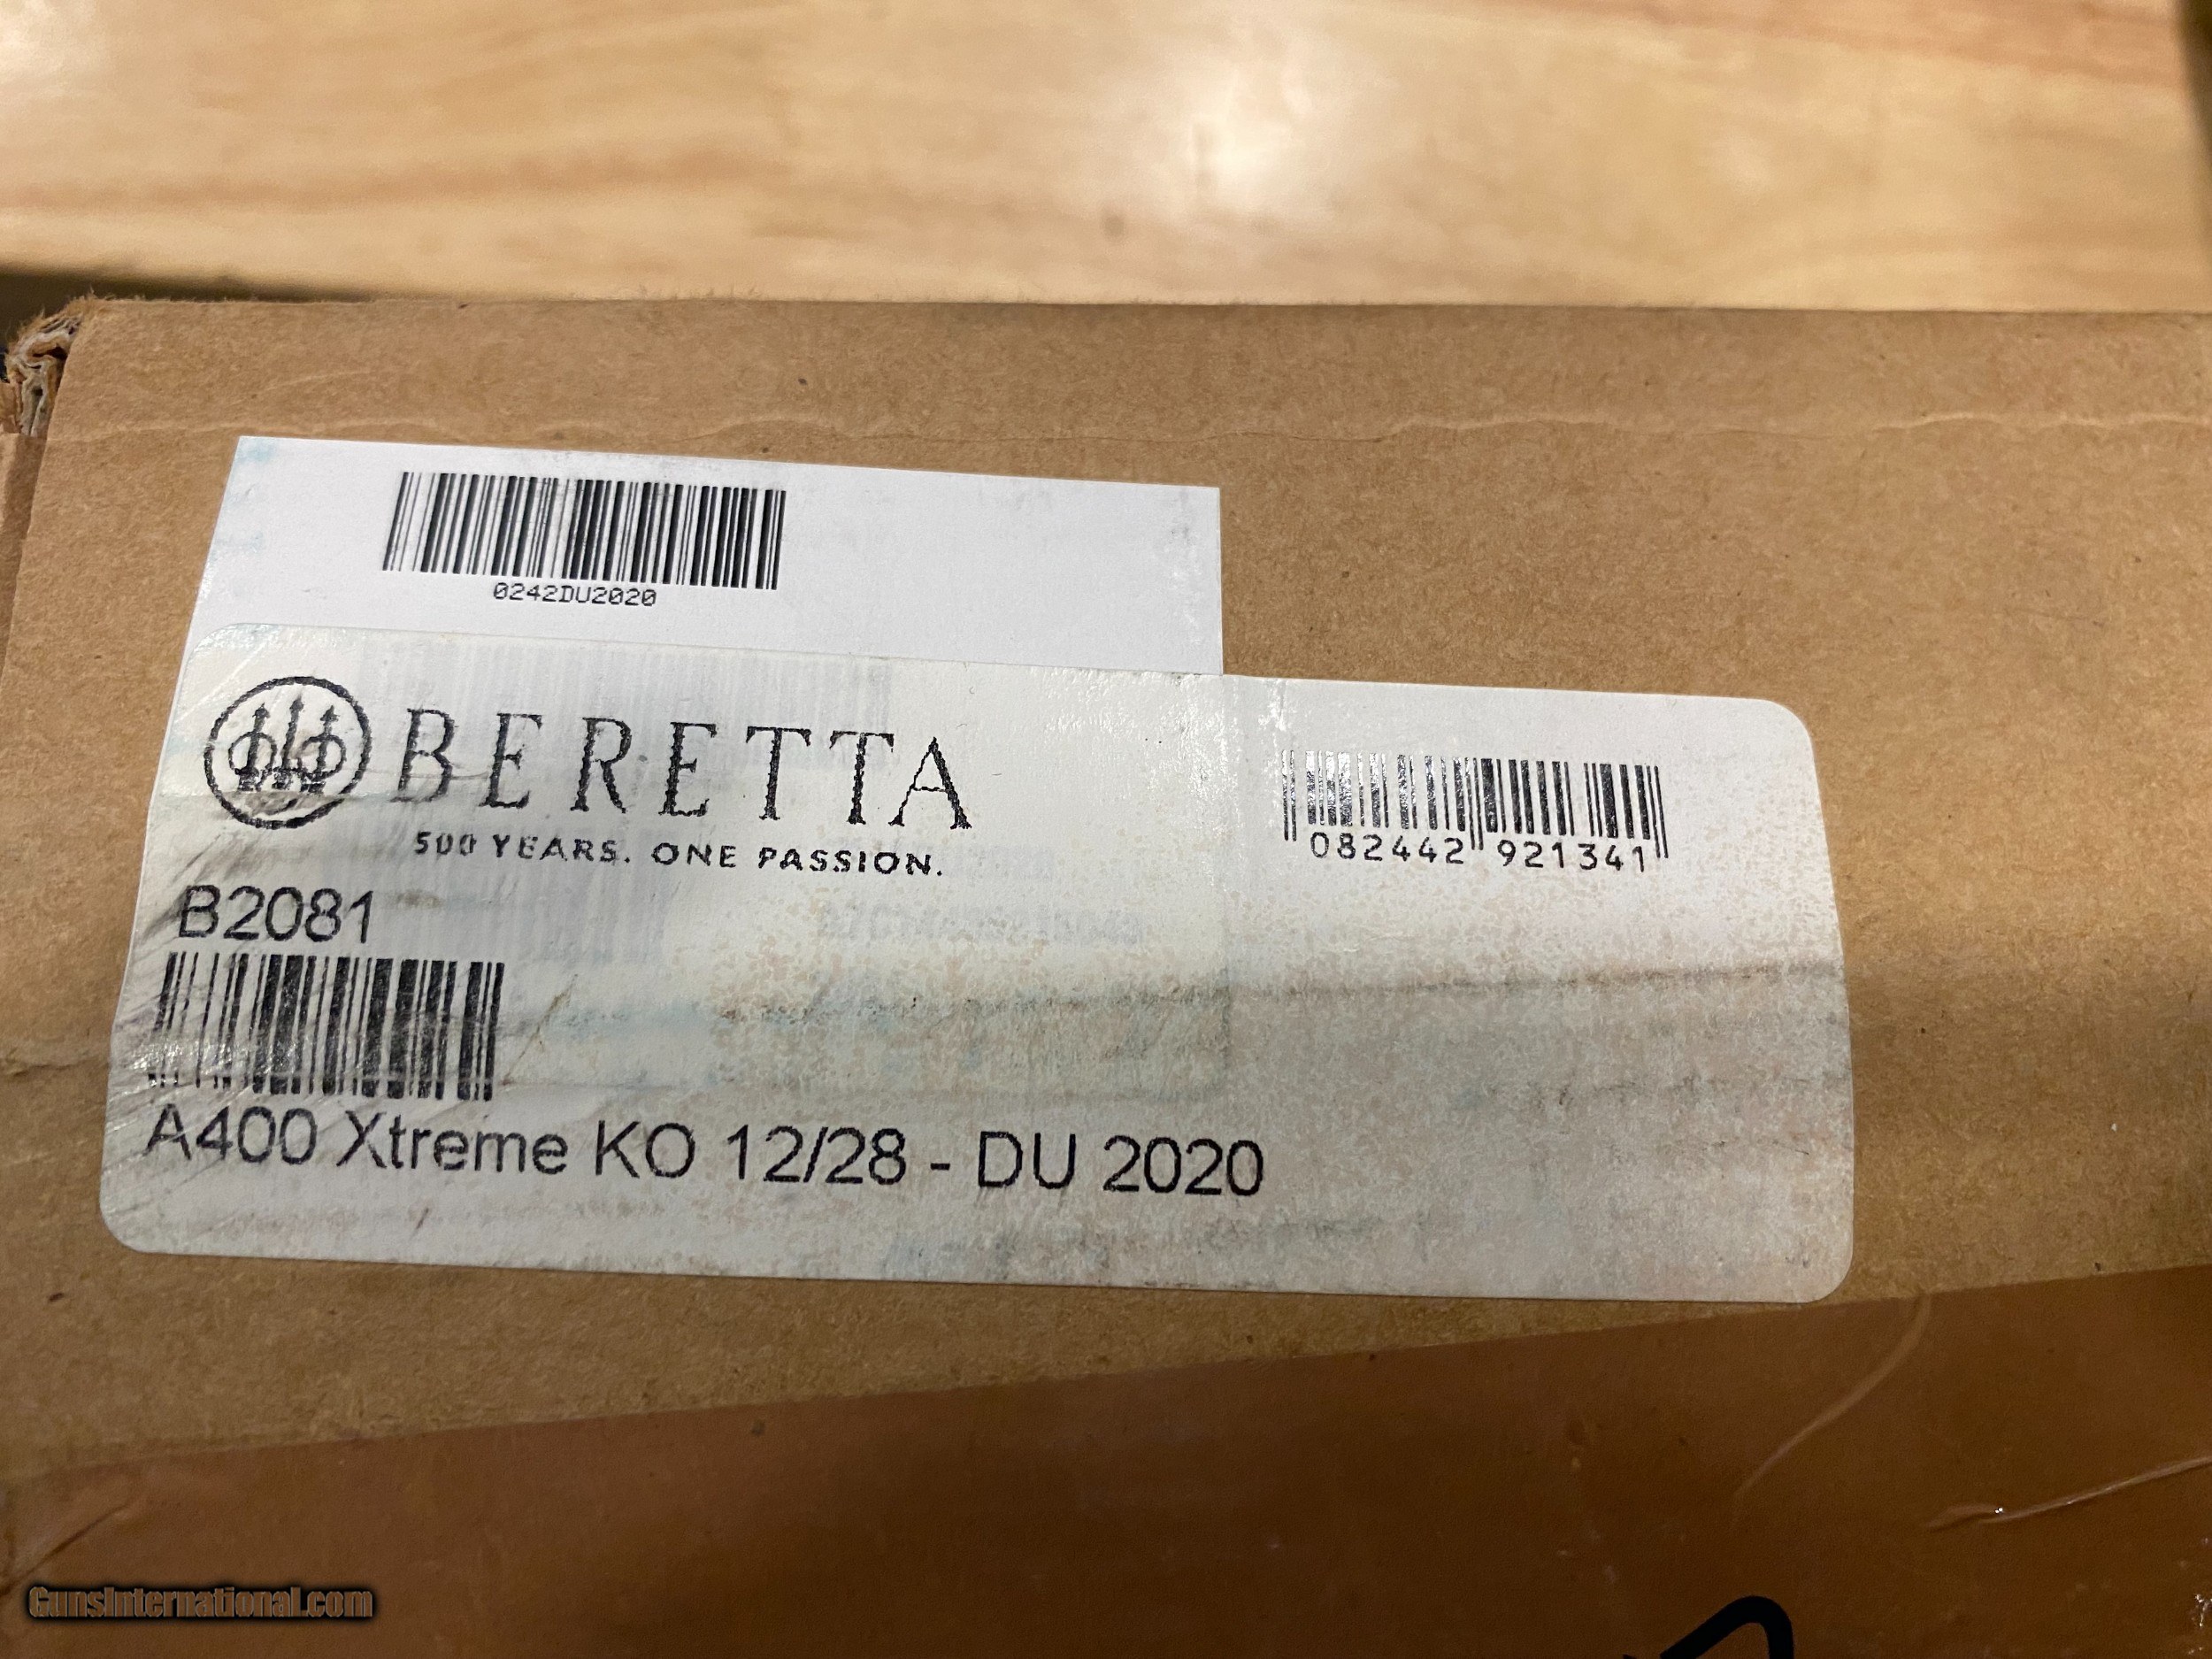 0242DU2020
BERETTA
500 YEARS. ONE PASSION.
082442 921341
B2081
A400 Xtreme KO 12/28 - DU 2020
GunsInternational.com